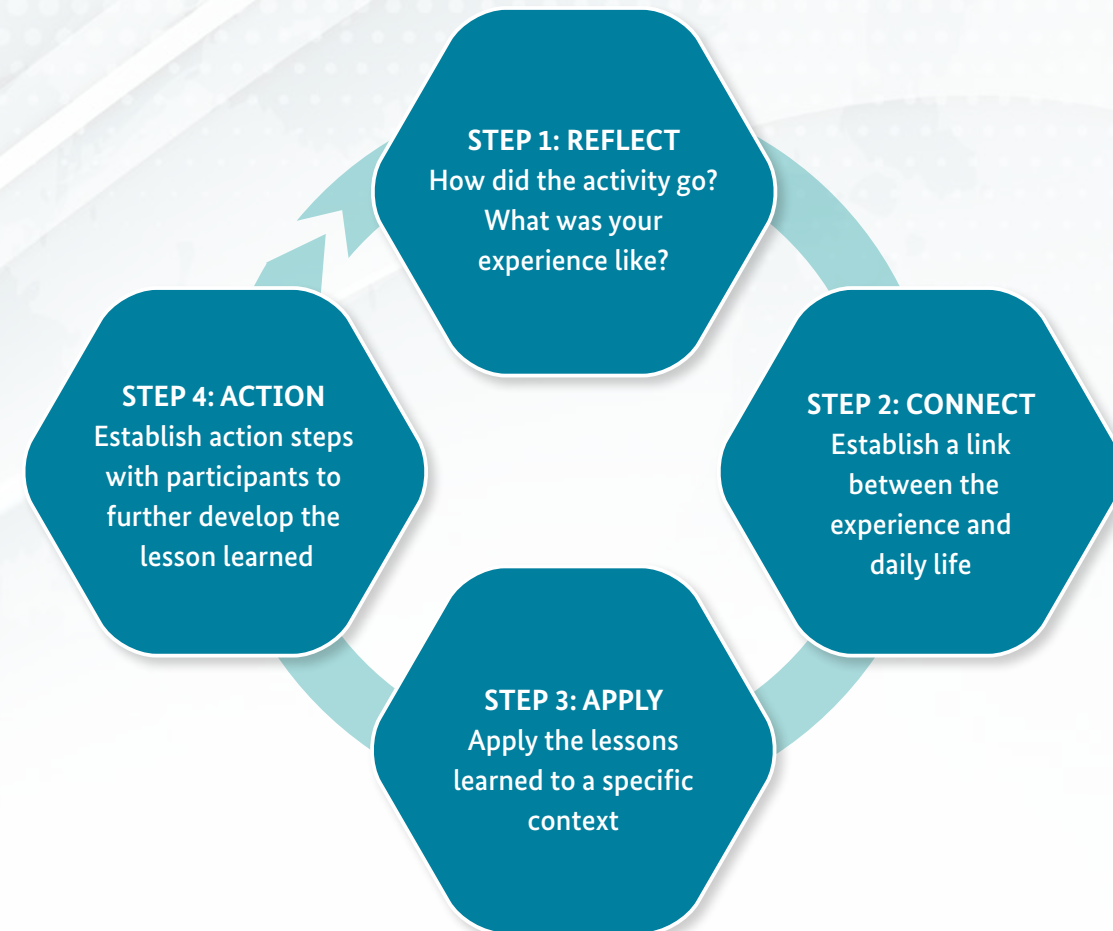 STEP 1: REFLECT
How did the activity go?
What was your
experience like?
STEP 2: CONNECT
Establish a link
between the
experience and
daily life
STEP 3: APPLY
Apply the lessons
learned to a specific
context
STEP 4: ACTION
Establish action steps
with participants to
further develop the
lesson learned